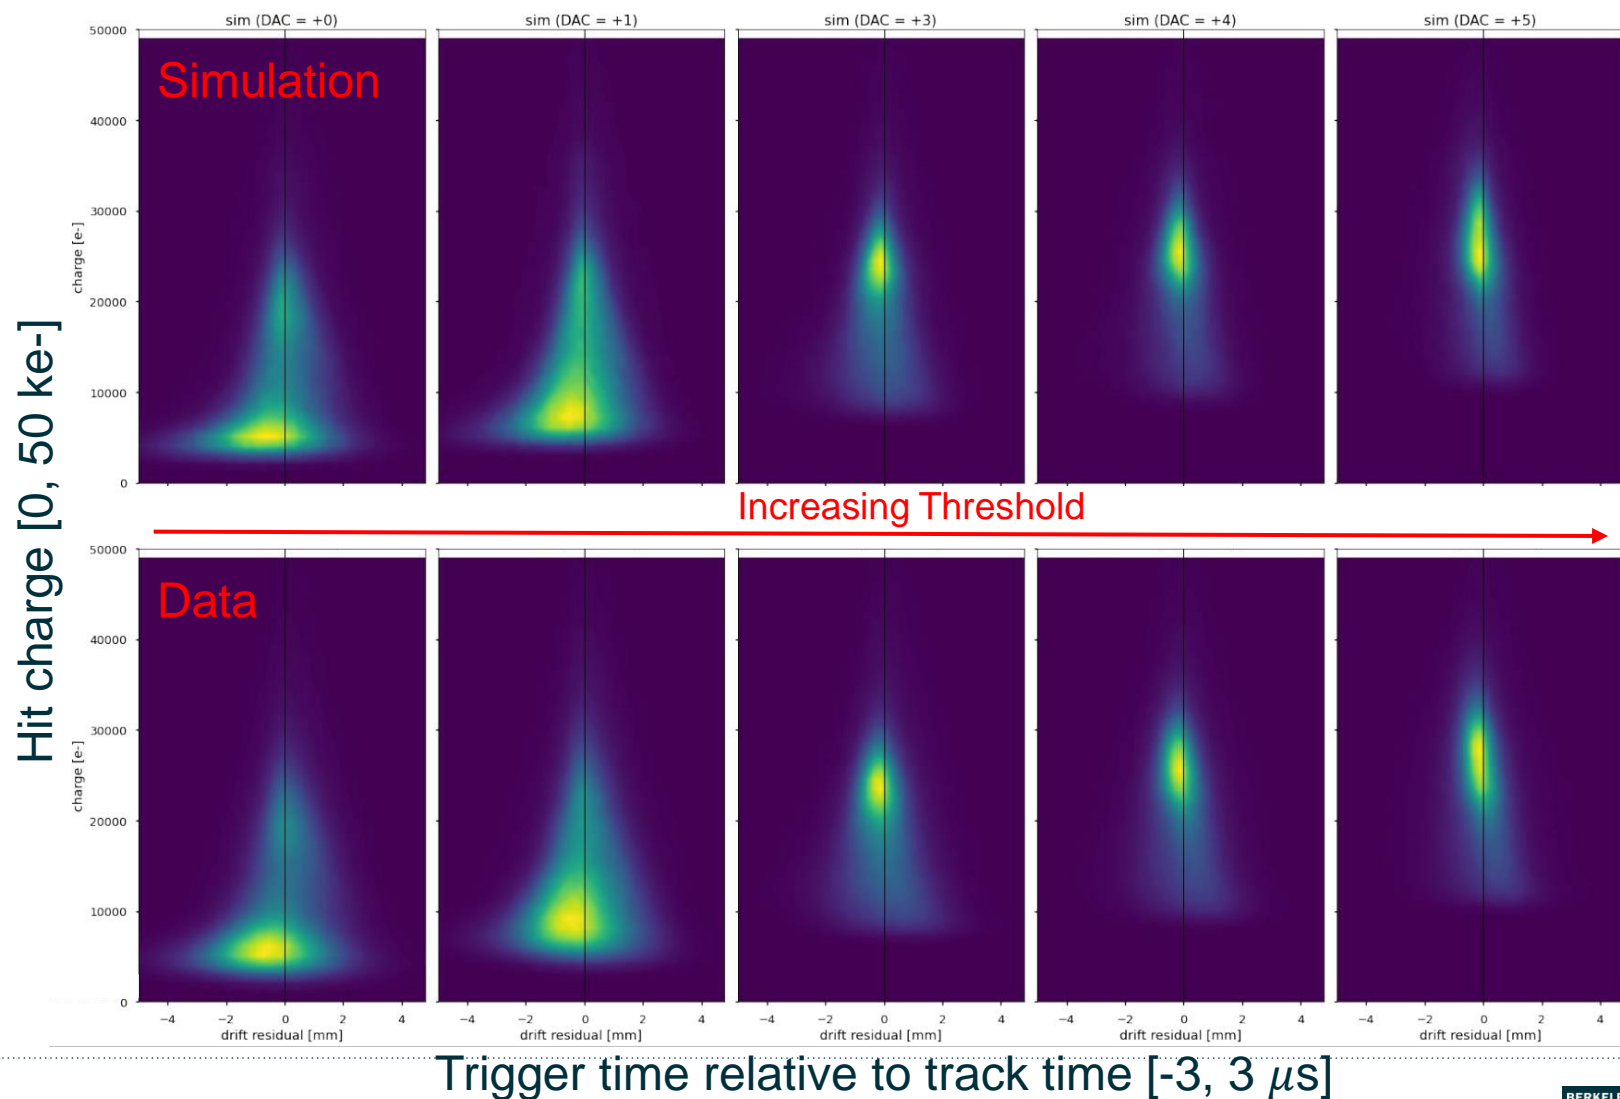 sim (DAC = +0) sim (DAC = +1) sim (DAC = +3) sim (DAC = +4) sim (DAC = +5)
Simulation
50000
40000
30000
20000
10000
0
charge [e-]
−4 −2 0 2 4 −4 −2 0 2 4 −4 −2 0 2 4 −4 −2 0 2 4 −4 −2 0 2 4
Increasing Threshold
Hit charge [0, 50 ke-]
Data
50000
40000
30000
20000
10000
0
charge [e-]
drift residual [mm] drift residual [mm] drift residual [mm] drift residual [mm] drift residual [mm]
Trigger time relative to track time [-3, 3 𝜇s]